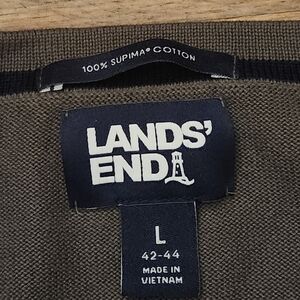 100% SUPIMA® COTTON
LANDS'
END
L
42-44
MADE IN
VIETNAM